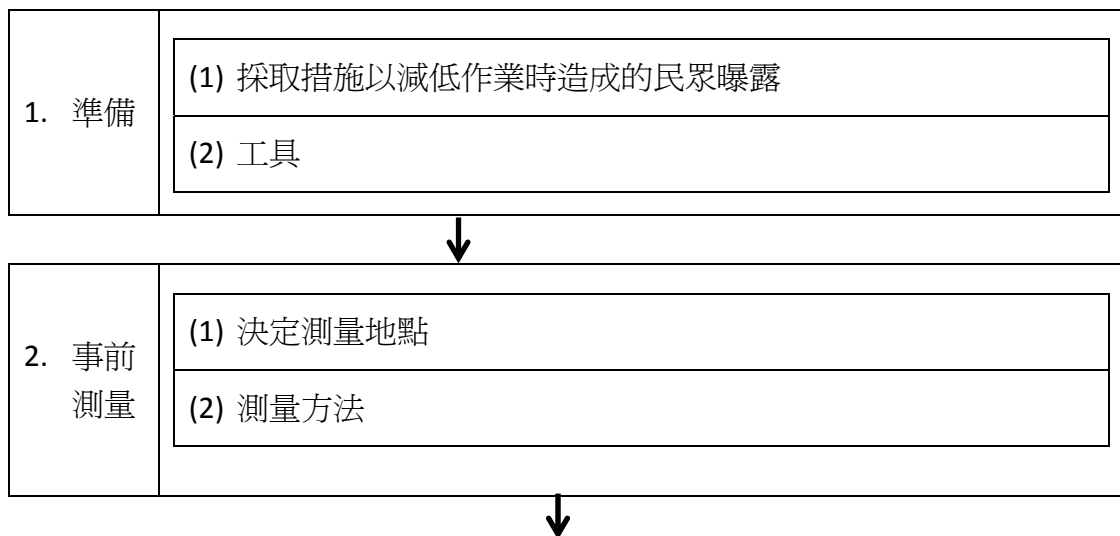 1. 準備
(1) 採取措施以減低作業時造成的民眾曝露
(2) 工具
2. 事前
測量
(1) 決定測量地點
(2) 測量方法